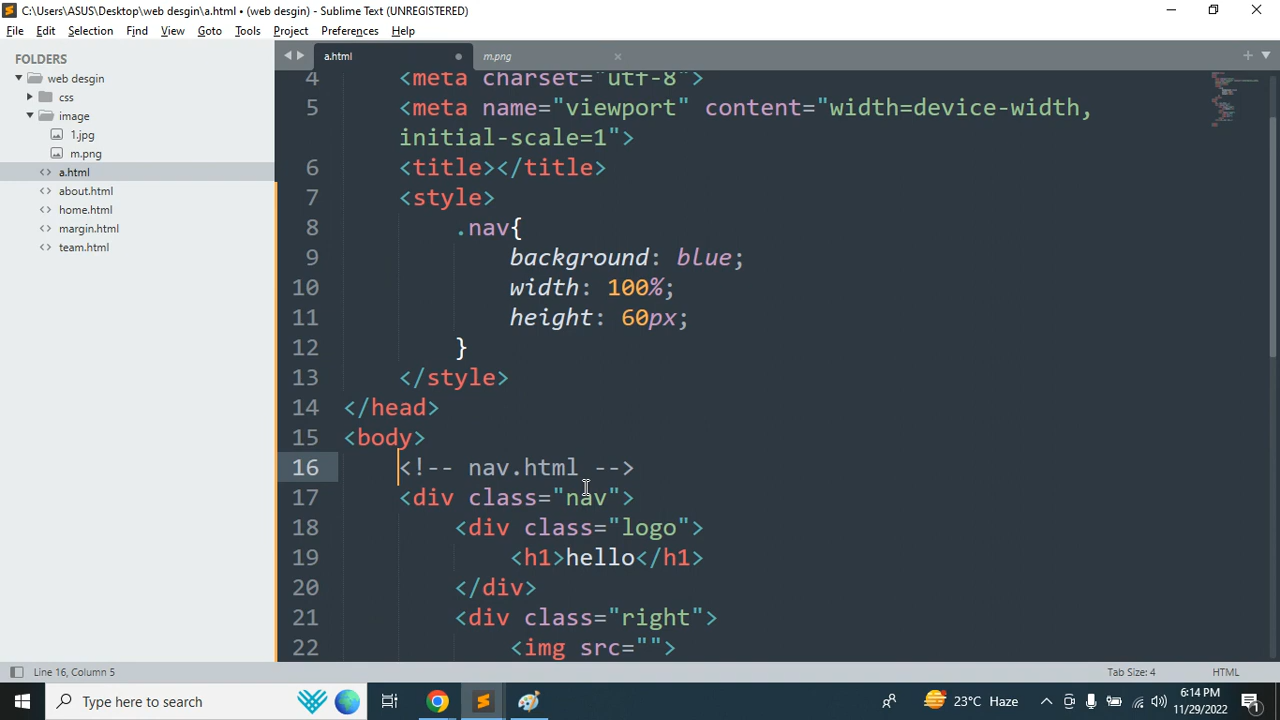 C:\Users\ASUS\Desktop\web desgin\a.html • (web desgin) - Sublime Text (UNREGISTERED)
File Edit Selection Find View Goto Tools Project Preferences Help
FOLDERS
web desgin
css
image
1.jpg
m.png
a.html
about.html
home.html
margin.html
team.html
a.html
m.png
4 <meta charset="utf-8">
5 <meta name="viewport" content="width=device-width,
initial-scale=1">
6 <title></title>
7 <style>
8 .nav{
9 background: blue;
10 width: 100%;
11 height: 60px;
12 }
13 </style>
14 </head>
15 <body>
16 <!-- nav.html -->
17 <div class="nav">
18 <div class="logo">
19 <h1>hello</h1>
20 </div>
21 <div class="right">
22 <img src="">
Line 16, Column 5
Tab Size: 4
HTML
Type here to search
23°C Haze
6:14 PM
11/29/2022
1